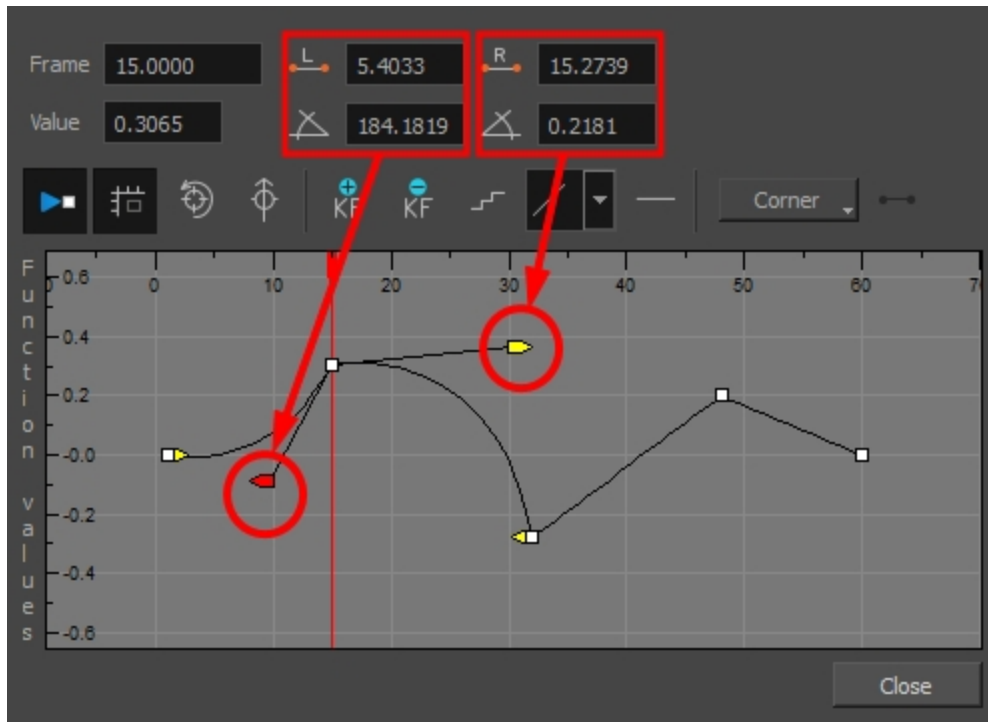 Frame 15.0000 L 5.4033 R 15.2739
Value 0.3065 184.1819 0.2181
KF KF Corner
Function values
0.6
0 10 20 30 40 50 60
0.4
0.2
-0.0
-0.2
-0.4
-0.6
Close